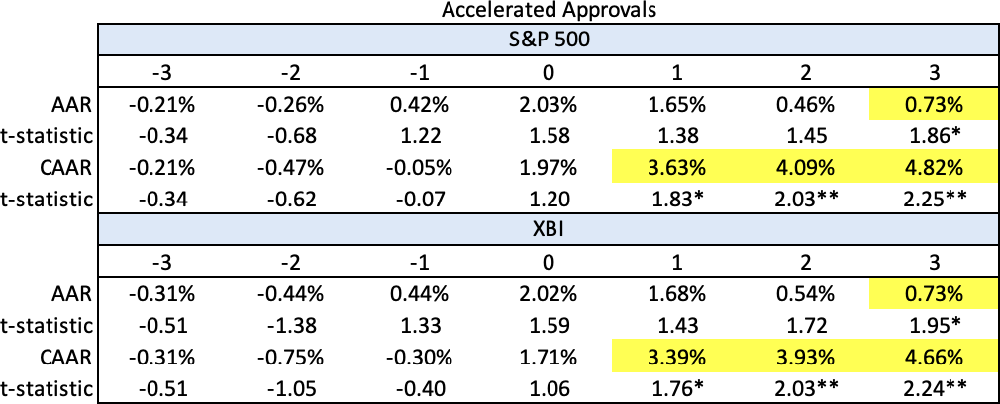 Accelerated Approvals
S&P 500
-3 -2 -1 0 1 2 3
AAR -0.21% -0.26% 0.42% 2.03% 1.65% 0.46% 0.73%
t-statistic -0.34 -0.68 1.22 1.58 1.38 1.45 1.86*
CAAR -0.21% -0.47% -0.05% 1.97% 3.63% 4.09% 4.82%
t-statistic -0.34 -0.62 -0.07 1.20 1.83* 2.03** 2.25**
XBI
-3 -2 -1 0 1 2 3
AAR -0.31% -0.44% 0.44% 2.02% 1.68% 0.54% 0.73%
t-statistic -0.51 -1.38 1.33 1.59 1.43 1.72 1.95*
CAAR -0.31% -0.75% -0.30% 1.71% 3.39% 3.93% 4.66%
t-statistic -0.51 -1.05 -0.40 1.06 1.76* 2.03** 2.24**